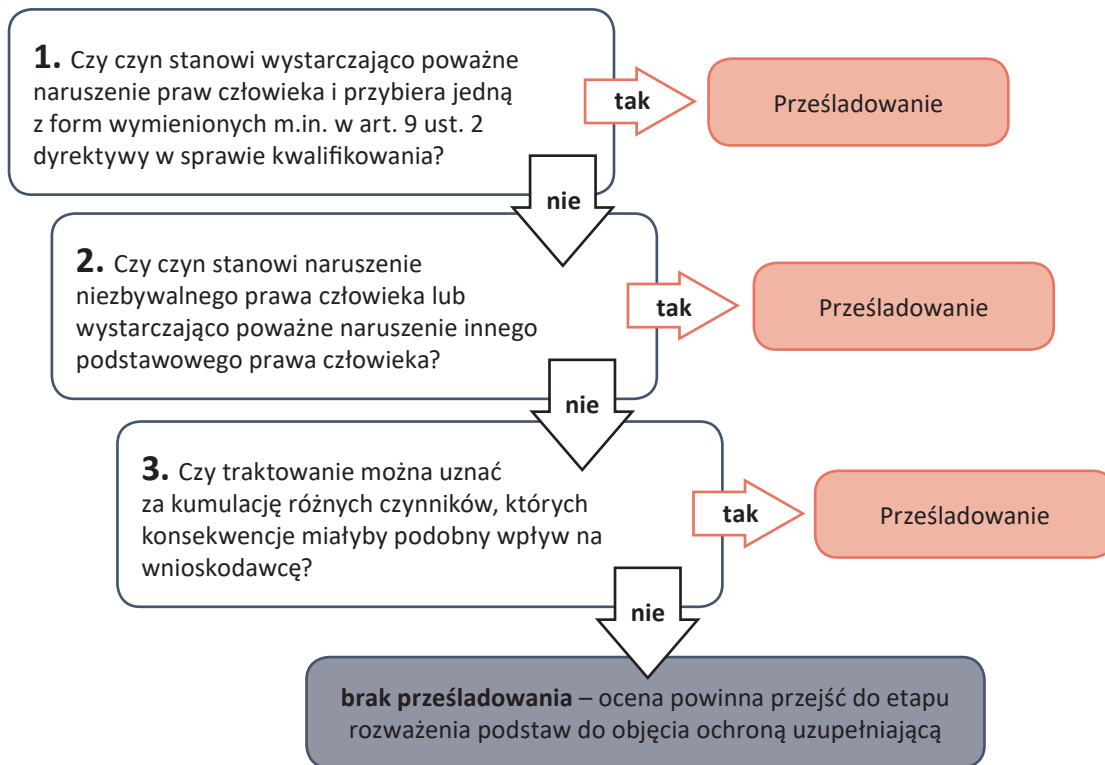 1. Czy czyn stanowi wystarczająco poważne
naruszenie praw człowieka i przybiera jedną
z form wymienionych m.in. w art. 9 ust. 2
dyrektywy w sprawie kwalifikowania?
tak
Prześladowanie
nie
2. Czy czyn stanowi naruszenie
niezbywalnego prawa człowieka lub
wystarczająco poważne naruszenie innego
podstawowego prawa człowieka?
tak
Prześladowanie
nie
3. Czy traktowanie można uznać
za kumulację różnych czynników, których
konsekwencje miałyby podobny wpływ na
wnioskodawcę?
tak
Prześladowanie
nie
brak prześladowania – ocena powinna przejść do etapu
rozważenia podstaw do objęcia ochroną uzupełniającą